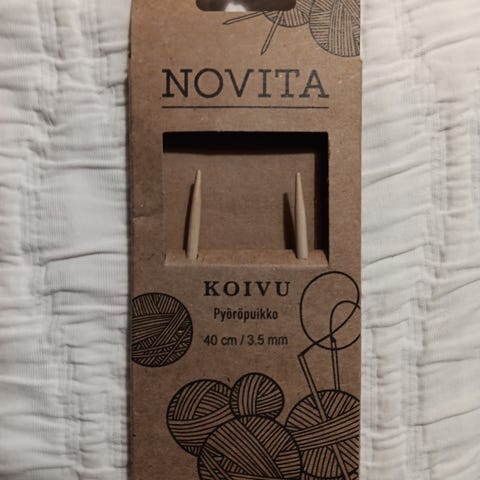 NOVITA
KOIVU
Pyöröpuikko
40 cm / 3.5 mm